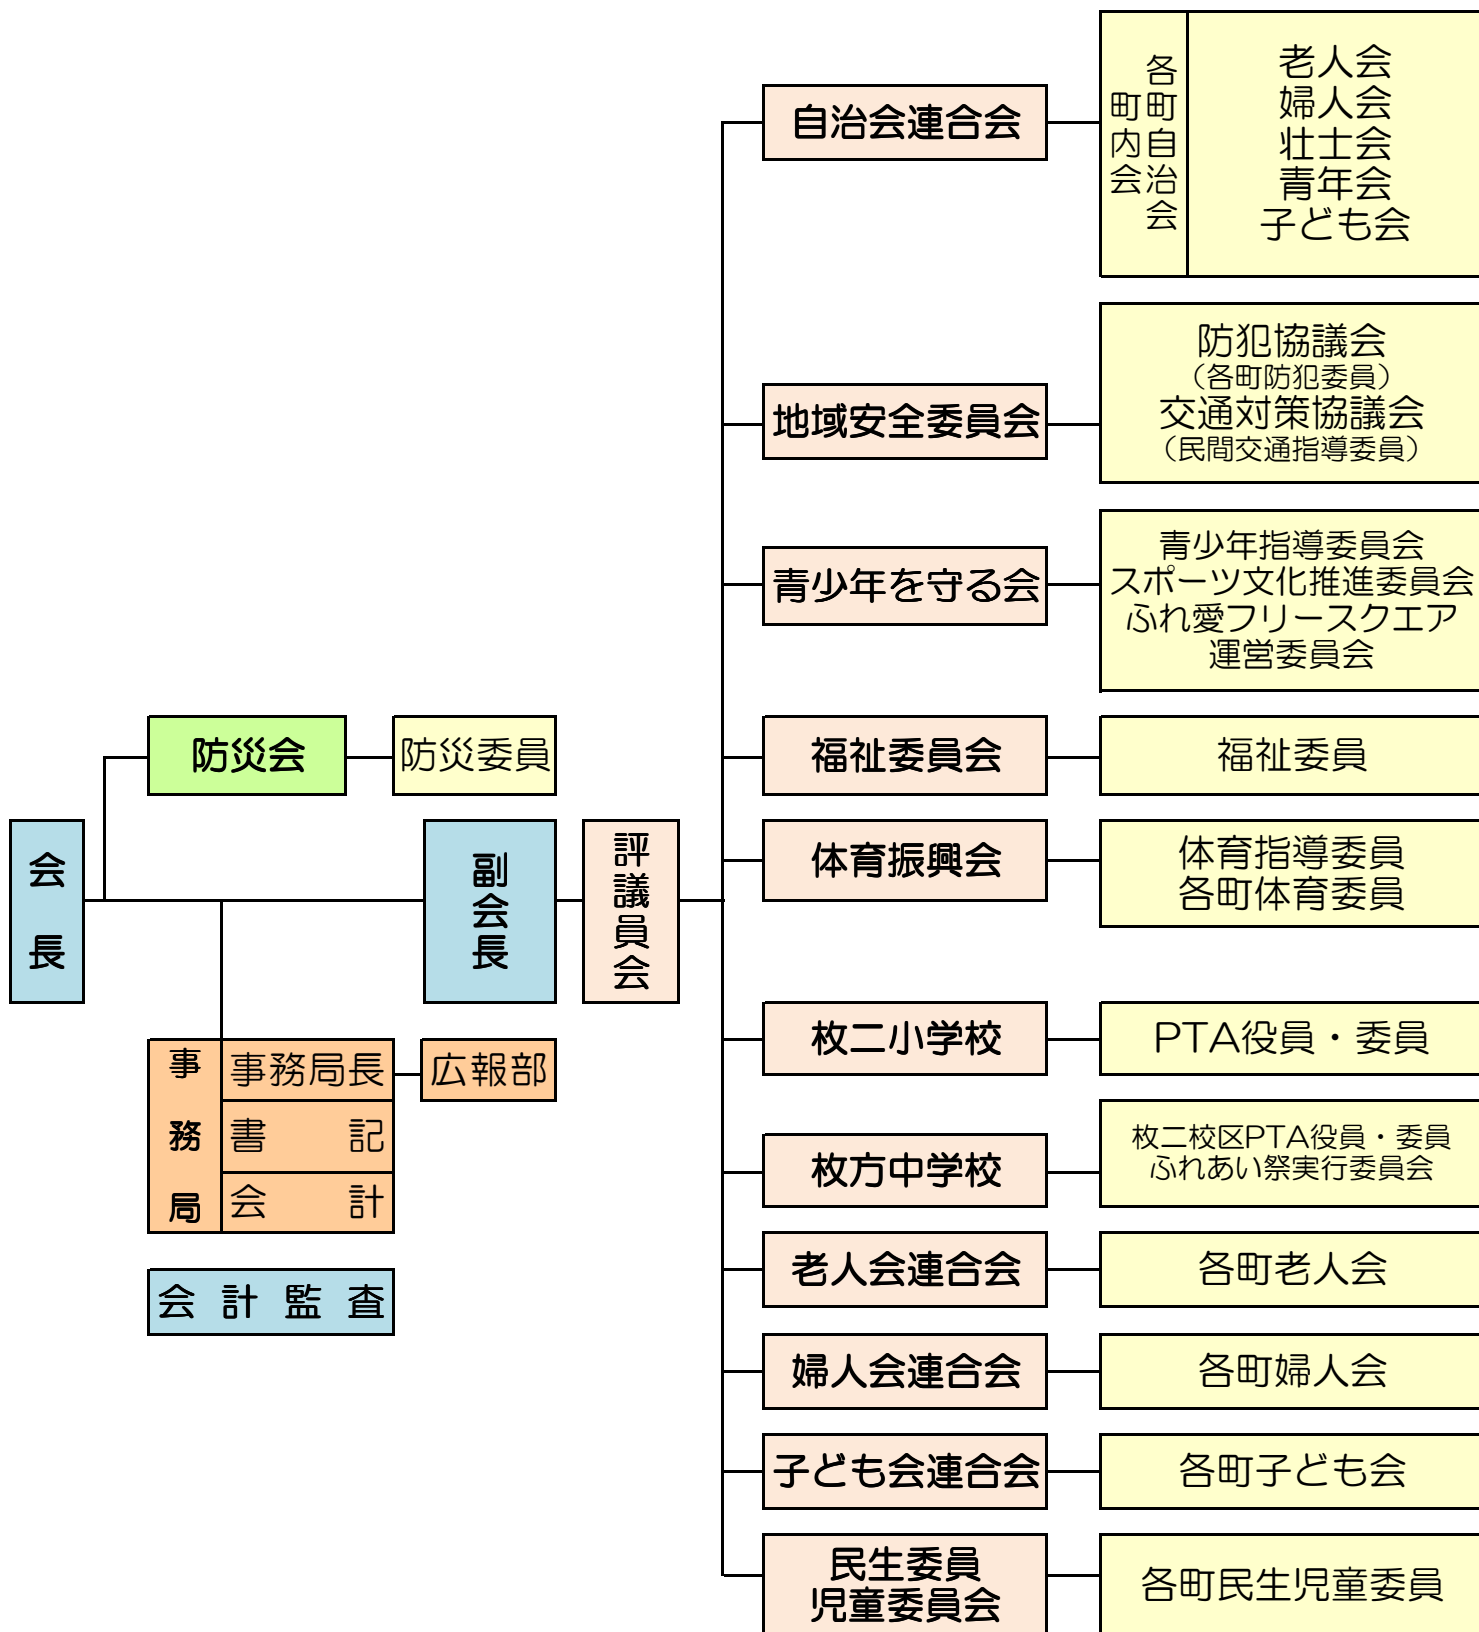 会長
防災会
防災委員
副会長
評議員会
事務局
事務局長
書記
会計
広報部
会計監査
自治会連合会
各町自治会
町内会
老人会
婦人会
壮士会
青年会
子ども会
地域安全委員会
防犯協議会
（各町防犯委員）
交通対策協議会
（民間交通指導委員）
青少年を守る会
青少年指導委員会
スポーツ文化推進委員会
ふれ愛フリースクエア
運営委員会
福祉委員会
福祉委員
体育振興会
体育指導委員
各町体育委員
枚二小学校
PTA役員・委員
枚方中学校
枚二校区PTA役員・委員
ふれあい祭実行委員会
老人会連合会
各町老人会
婦人会連合会
各町婦人会
子ども会連合会
各町子ども会
民生委員
児童委員会
各町民生児童委員